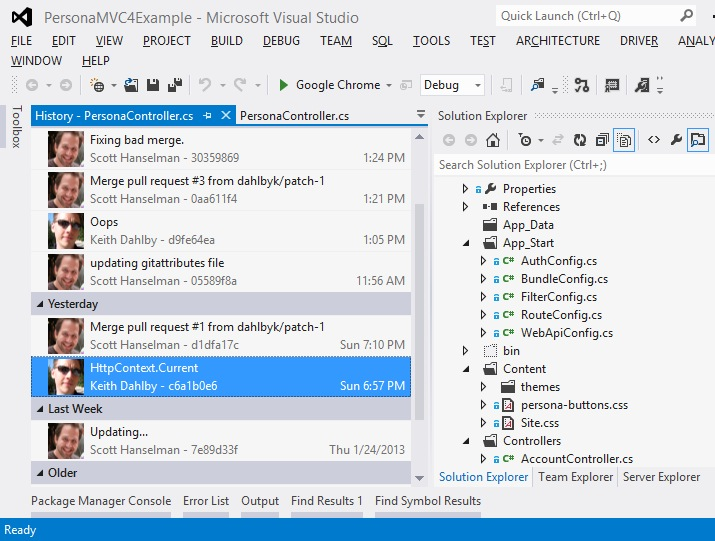 PersonaMVC4Example - Microsoft Visual Studio
Quick Launch (Ctrl+Q)
FILE EDIT VIEW PROJECT BUILD DEBUG TEAM SQL TOOLS TEST ARCHITECTURE DRIVER ANALY
WINDOW HELP
Google Chrome Debug
Toolbox
History - PersonaController.cs PersonaController.cs
Fixing bad merge.
Scott Hanselman - 30359869 1:24 PM
Merge pull request #3 from dahlbyk/patch-1
Scott Hanselman - 0aa611f4 1:21 PM
Oops
Keith Dahlby - d9fe64ea 1:05 PM
updating gitattributes file
Scott Hanselman - 05589f8a 11:56 AM
Yesterday
Merge pull request #1 from dahlbyk/patch-1
Scott Hanselman - d1dfa17c Sun 7:10 PM
HttpContext.Current
Keith Dahlby - c6a1b0e6 Sun 6:57 PM
Last Week
Updating...
Scott Hanselman - 7e89d33f Thu 1/24/2013
Older
Solution Explorer
Search Solution Explorer (Ctrl+;)
Properties
References
App_Data
App_Start
C# AuthConfig.cs
C# BundleConfig.cs
C# FilterConfig.cs
C# RouteConfig.cs
C# WebApiConfig.cs
bin
Content
themes
persona-buttons.css
Site.css
Controllers
C# AccountController.cs
Solution Explorer Team Explorer Server Explorer
Package Manager Console Error List Output Find Results 1 Find Symbol Results
Ready